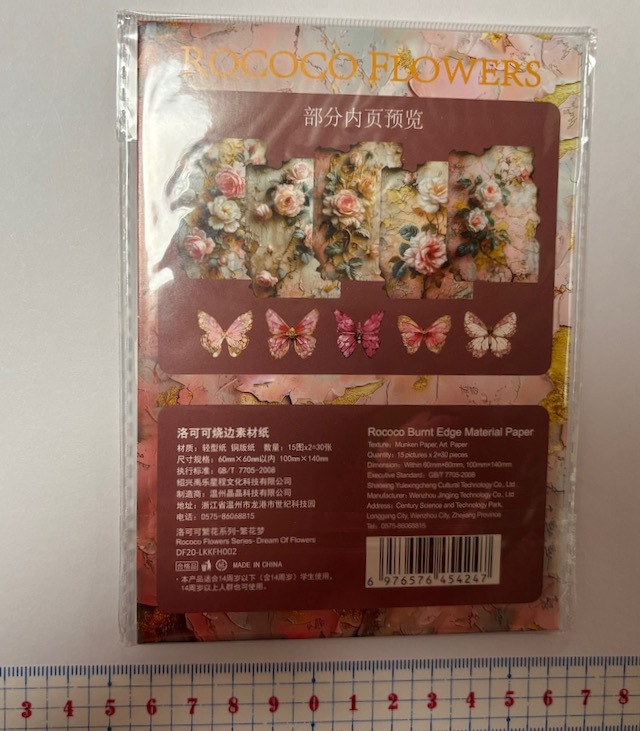 ROCOCO FLOWERS
部分内页预览
洛可可烧边素材纸
材质：轻型纸 铜版纸 数量：15图x2=30张
尺寸规格：60mm×60mm以内 100mm×140mm
执行标准：GB/T 7705-2008
绍兴禹乐星程文化科技有限公司
制造商：温州晶晶科技有限公司
地址：浙江省温州市龙港市世纪科技园
电话：0575-86068815
洛可可繁花系列-繁花梦
Rococo Flowers Series- Dream Of Flowers
DF20-LKKFH002
合格品 MADE IN CHINA
·本产品适合14周岁以下（含14周岁）学生使用，
14周岁以上人群也可使用。
Rococo Burnt Edge Material Paper
Texture: Munken Paper, Art Paper
Quantity: 15 pictures x 2=30 pieces
Dimension: Within 60mm×60mm, 100mm×140mm
Executive Standard: GB/T 7705-2008
Shaoxing Yulexingcheng Cultural Technology Co., Ltd
Manufacturer: Wenzhou Jingjing Technology Co., Ltd
Address: Century Science and Technology Park,
Longgang City, Wenzhou City, Zhejiang Province
Tel: 0575-86068815
6 976576 454247
3 4 5 6 7 8 9 0 1 2 3 4 5 6 7 8